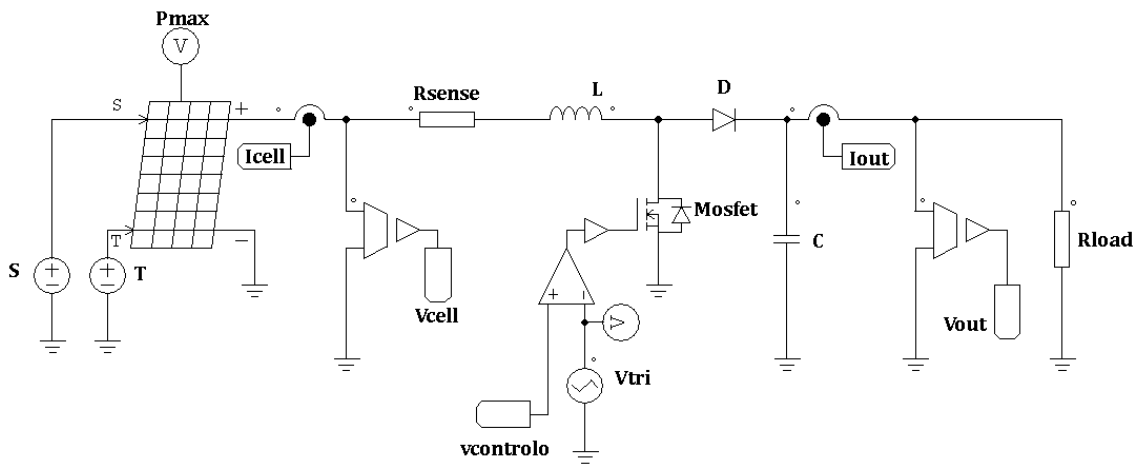 Pmax
V
S
+
Rsense
L
D
Icell
Iout
T
−
Mosfet
S
T
C
Rload
Vcell
V
Vout
Vtri
vcontrolo